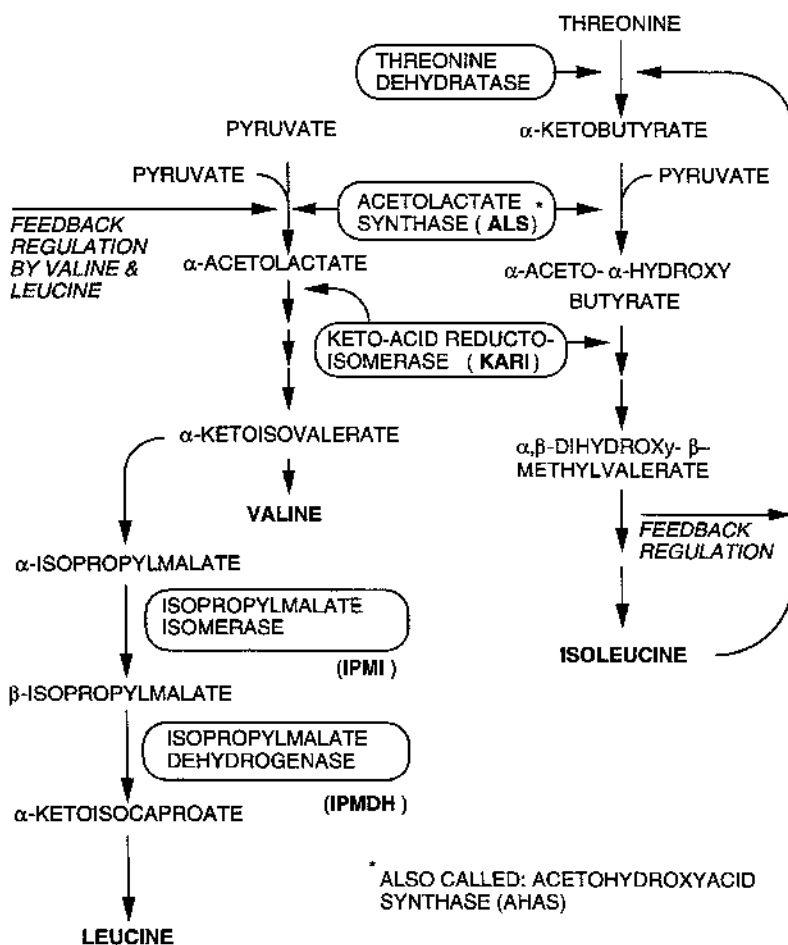 THREONINE
THREONINE
DEHYDRATASE
PYRUVATE
α-KETOBUTYRATE
PYRUVATE
PYRUVATE
ACETOLACTATE *
SYNTHASE ( ALS)
FEEDBACK
REGULATION
BY VALINE &
LEUCINE
α-ACETOLACTATE
α-ACETO- α-HYDROXY
BUTYRATE
KETO-ACID REDUCTO-
ISOMERASE ( KARI)
α-KETOISOVALERATE
α,β-DIHYDROXy- β-
METHYLVALERATE
VALINE
FEEDBACK
REGULATION
α-ISOPROPYLMALATE
ISOPROPYLMALATE
ISOMERASE
(IPMI )
ISOLEUCINE
β-ISOPROPYLMALATE
ISOPROPYLMALATE
DEHYDROGENASE
(IPMDH )
α-KETOISOCAPROATE
* ALSO CALLED: ACETOHYDROXYACID
SYNTHASE (AHAS)
LEUCINE